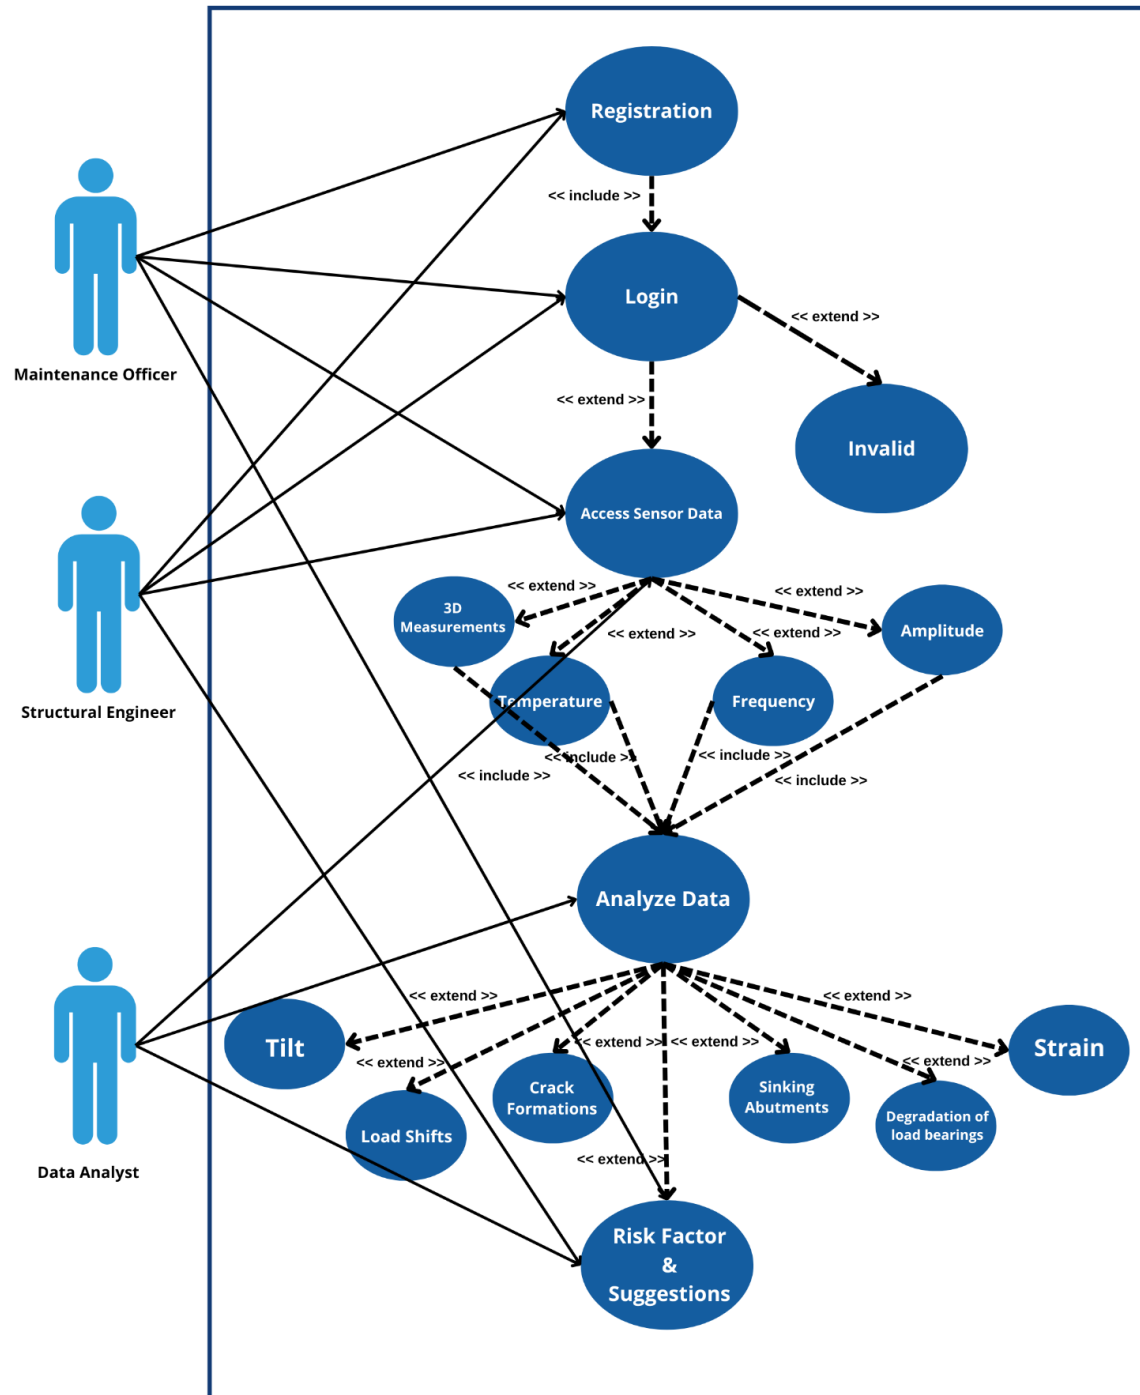 Registration
<< include >>
Login
<< extend >>
Maintenance Officer
<< extend >>
Invalid
Access Sensor Data
<< extend >>
<< extend >>
3D
Measurements
<< extend >>
<< extend >>
Amplitude
Structural Engineer
Temperature
Frequency
<< include >>
<< include >>
<< include >>
<< include >>
Analyze Data
<< extend >>
<< extend >>
Tilt
<< extend >>
<< extend >>
<< extend >>
<< extend >>
Strain
Crack
Formations
Sinking
Abutments
Degradation of
load bearings
Load Shifts
<< extend >>
Data Analyst
Risk Factor
&
Suggestions